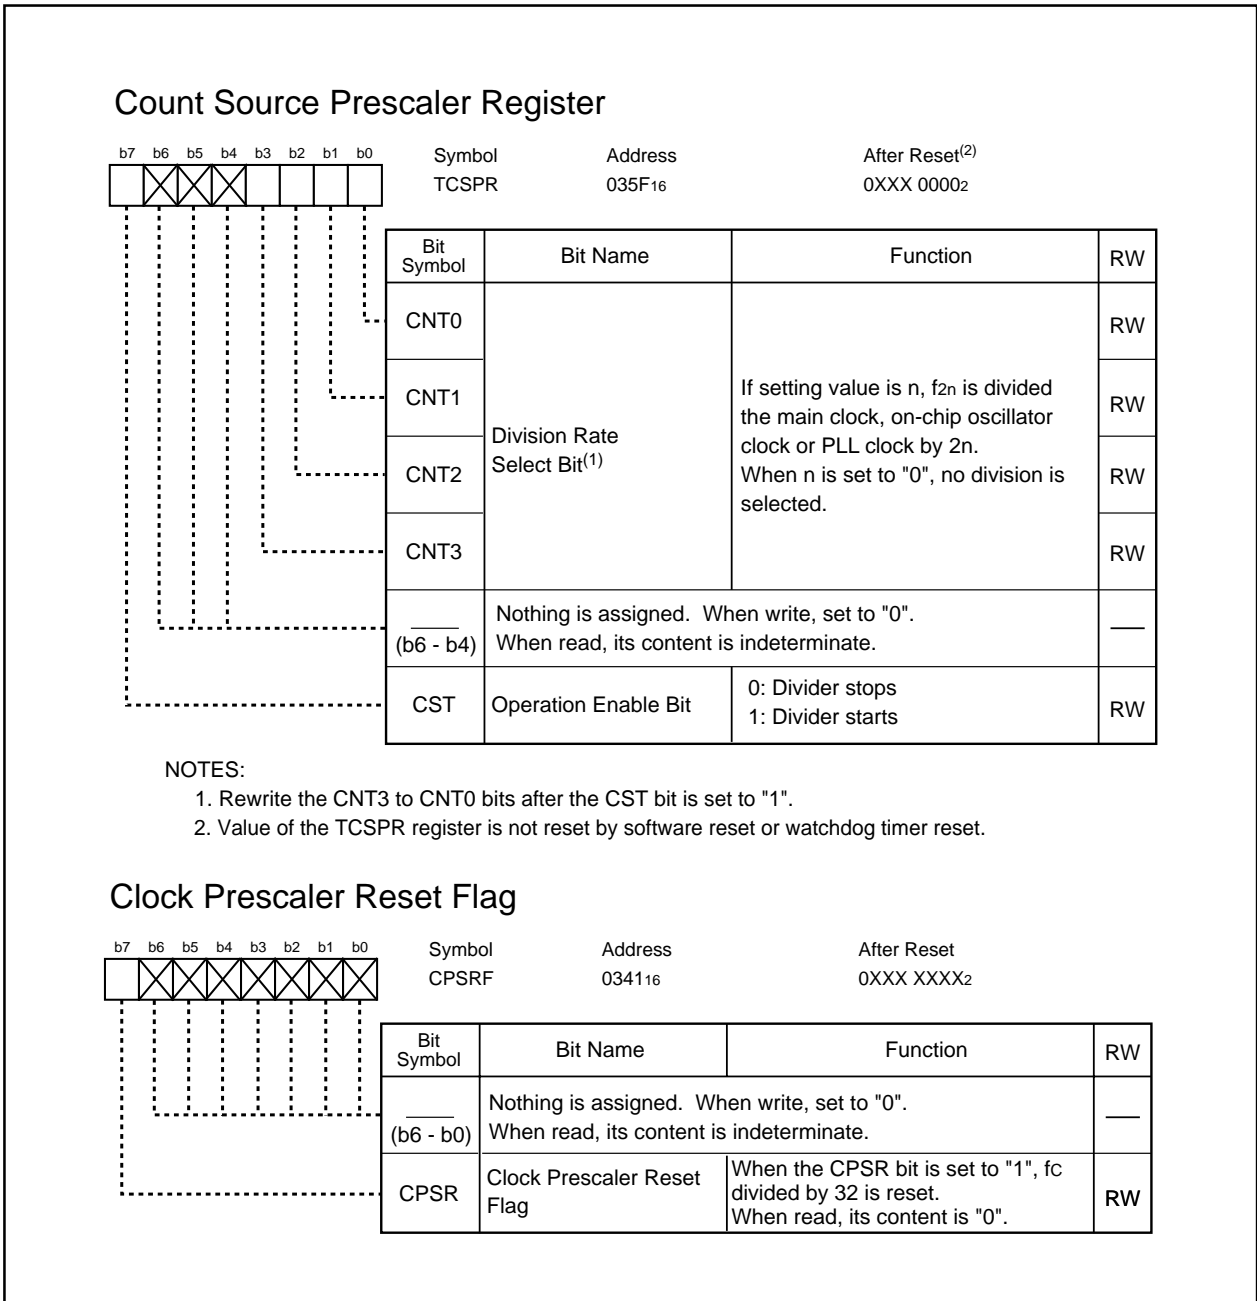 Count Source Prescaler Register
b7 b6 b5 b4 b3 b2 b1 b0
Symbol Address After Reset(2)
TCSPR 035F16 0XXX 00002
Bit Symbol Bit Name Function RW
CNT0 RW
CNT1 RW
CNT2 RW
CNT3 RW
Division Rate
Select Bit(1)
If setting value is n, f2n is divided
the main clock, on-chip oscillator
clock or PLL clock by 2n.
When n is set to "0", no division is
selected.
(b6 - b4)
Nothing is assigned. When write, set to "0".
When read, its content is indeterminate.
CST Operation Enable Bit
0: Divider stops
1: Divider starts
RW
NOTES:
1. Rewrite the CNT3 to CNT0 bits after the CST bit is set to "1".
2. Value of the TCSPR register is not reset by software reset or watchdog timer reset.
Clock Prescaler Reset Flag
b7 b6 b5 b4 b3 b2 b1 b0
Symbol Address After Reset
CPSRF 034116 0XXX XXXX2
Bit Symbol Bit Name Function RW
(b6 - b0)
Nothing is assigned. When write, set to "0".
When read, its content is indeterminate.
CPSR
Clock Prescaler Reset
Flag
When the CPSR bit is set to "1", fC
divided by 32 is reset.
When read, its content is "0".
RW